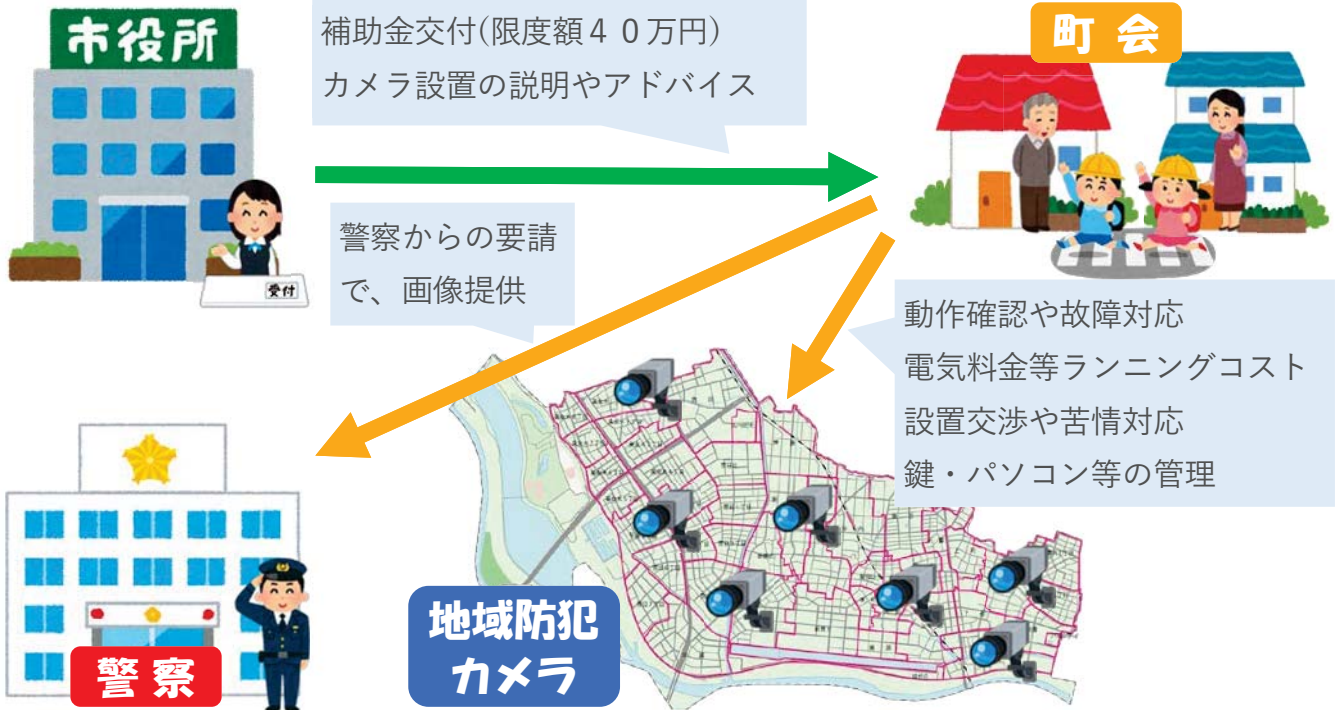 市役所
補助金交付(限度額４０万円)
カメラ設置の説明やアドバイス
町 会
受付
警察からの要請
で、画像提供
動作確認や故障対応
電気料金等ランニングコスト
設置交渉や苦情対応
鍵・パソコン等の管理
地域防犯
カメラ
警 察